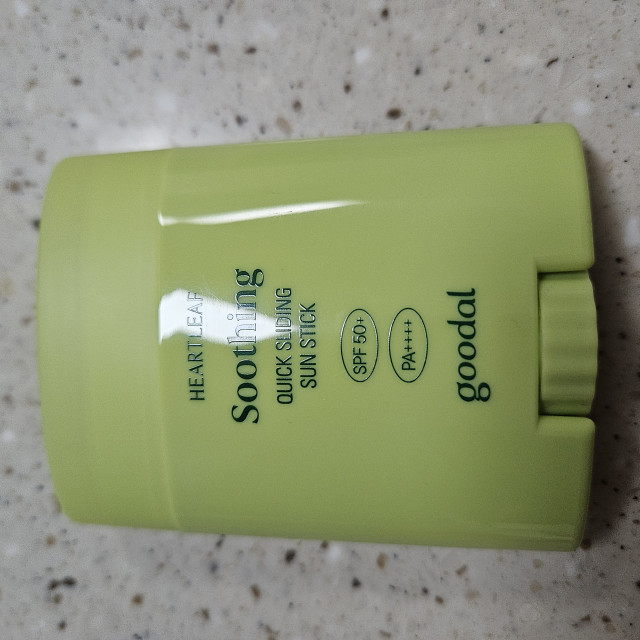 HEARTLEAF
Soothing
QUICK SLIDING
SUN STICK
SPF 50+
PA++++
goodal